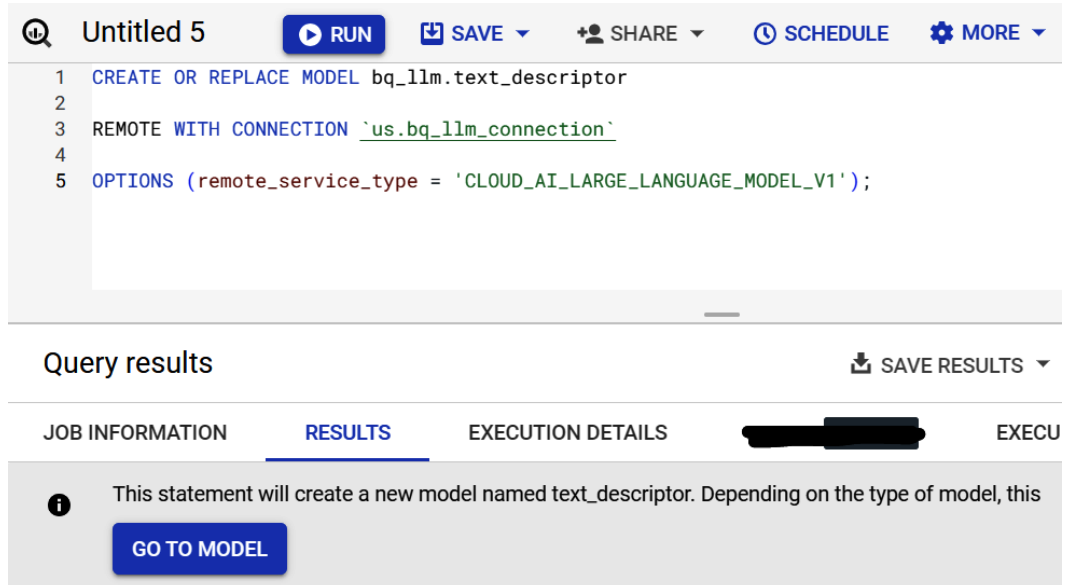 Untitled 5 RUN SAVE SHARE SCHEDULE MORE
1 CREATE OR REPLACE MODEL bq_llm.text_descriptor
2
3 REMOTE WITH CONNECTION `us.bq_llm_connection`
4
5 OPTIONS (remote_service_type = 'CLOUD_AI_LARGE_LANGUAGE_MODEL_V1');
Query results SAVE RESULTS
JOB INFORMATION RESULTS EXECUTION DETAILS EXECU
This statement will create a new model named text_descriptor. Depending on the type of model, this
GO TO MODEL